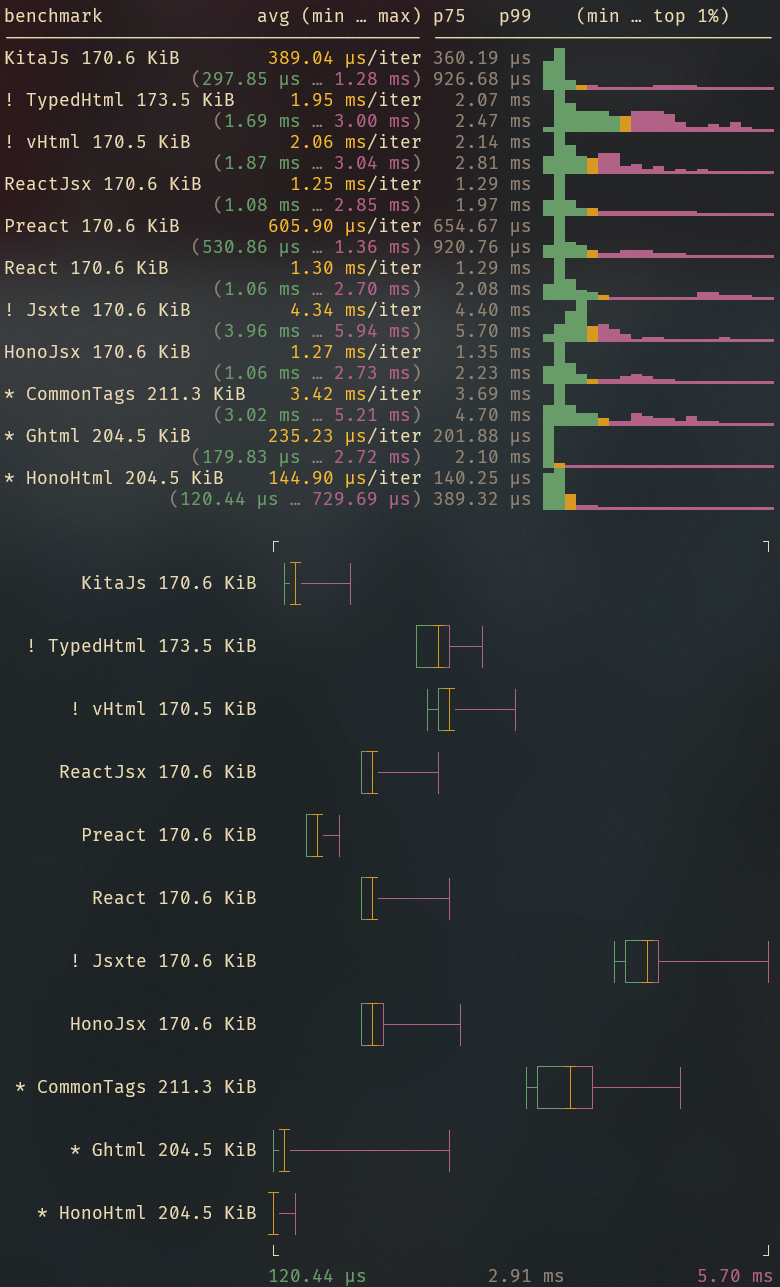 benchmark avg (min … max) p75 p99 (min … top 1%)
KitaJs 170.6 KiB 389.04 µs/iter 360.19 µs
(297.85 µs … 1.28 ms) 926.68 µs
! TypedHtml 173.5 KiB 1.95 ms/iter 2.07 ms
(1.69 ms … 3.00 ms) 2.47 ms
! vHtml 170.5 KiB 2.06 ms/iter 2.14 ms
(1.87 ms … 3.04 ms) 2.81 ms
ReactJsx 170.6 KiB 1.25 ms/iter 1.29 ms
(1.08 ms … 2.85 ms) 1.97 ms
Preact 170.6 KiB 605.90 µs/iter 654.67 µs
(530.86 µs … 1.36 ms) 920.76 µs
React 170.6 KiB 1.30 ms/iter 1.29 ms
(1.06 ms … 2.70 ms) 2.08 ms
! Jsxte 170.6 KiB 4.34 ms/iter 4.40 ms
(3.96 ms … 5.94 ms) 5.70 ms
HonoJsx 170.6 KiB 1.27 ms/iter 1.35 ms
(1.06 ms … 2.73 ms) 2.23 ms
* CommonTags 211.3 KiB 3.42 ms/iter 3.69 ms
(3.02 ms … 5.21 ms) 4.70 ms
* Ghtml 204.5 KiB 235.23 µs/iter 201.88 µs
(179.83 µs … 2.72 ms) 2.10 ms
* HonoHtml 204.5 KiB 144.90 µs/iter 140.25 µs
(120.44 µs … 729.69 µs) 389.32 µs
KitaJs 170.6 KiB
! TypedHtml 173.5 KiB
! vHtml 170.5 KiB
ReactJsx 170.6 KiB
Preact 170.6 KiB
React 170.6 KiB
! Jsxte 170.6 KiB
HonoJsx 170.6 KiB
* CommonTags 211.3 KiB
* Ghtml 204.5 KiB
* HonoHtml 204.5 KiB
120.44 µs 2.91 ms 5.70 ms